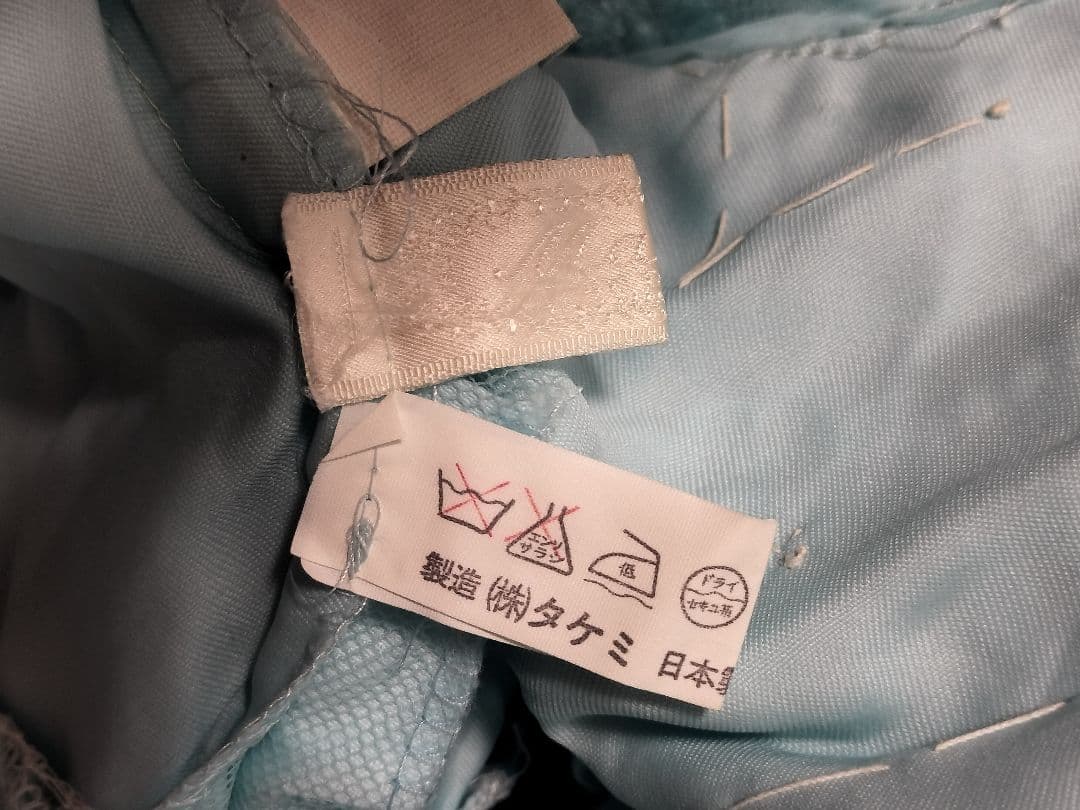 エンソ
サラシ
低
ドライ
セキユ系
製造 (株)タケミ 日本製